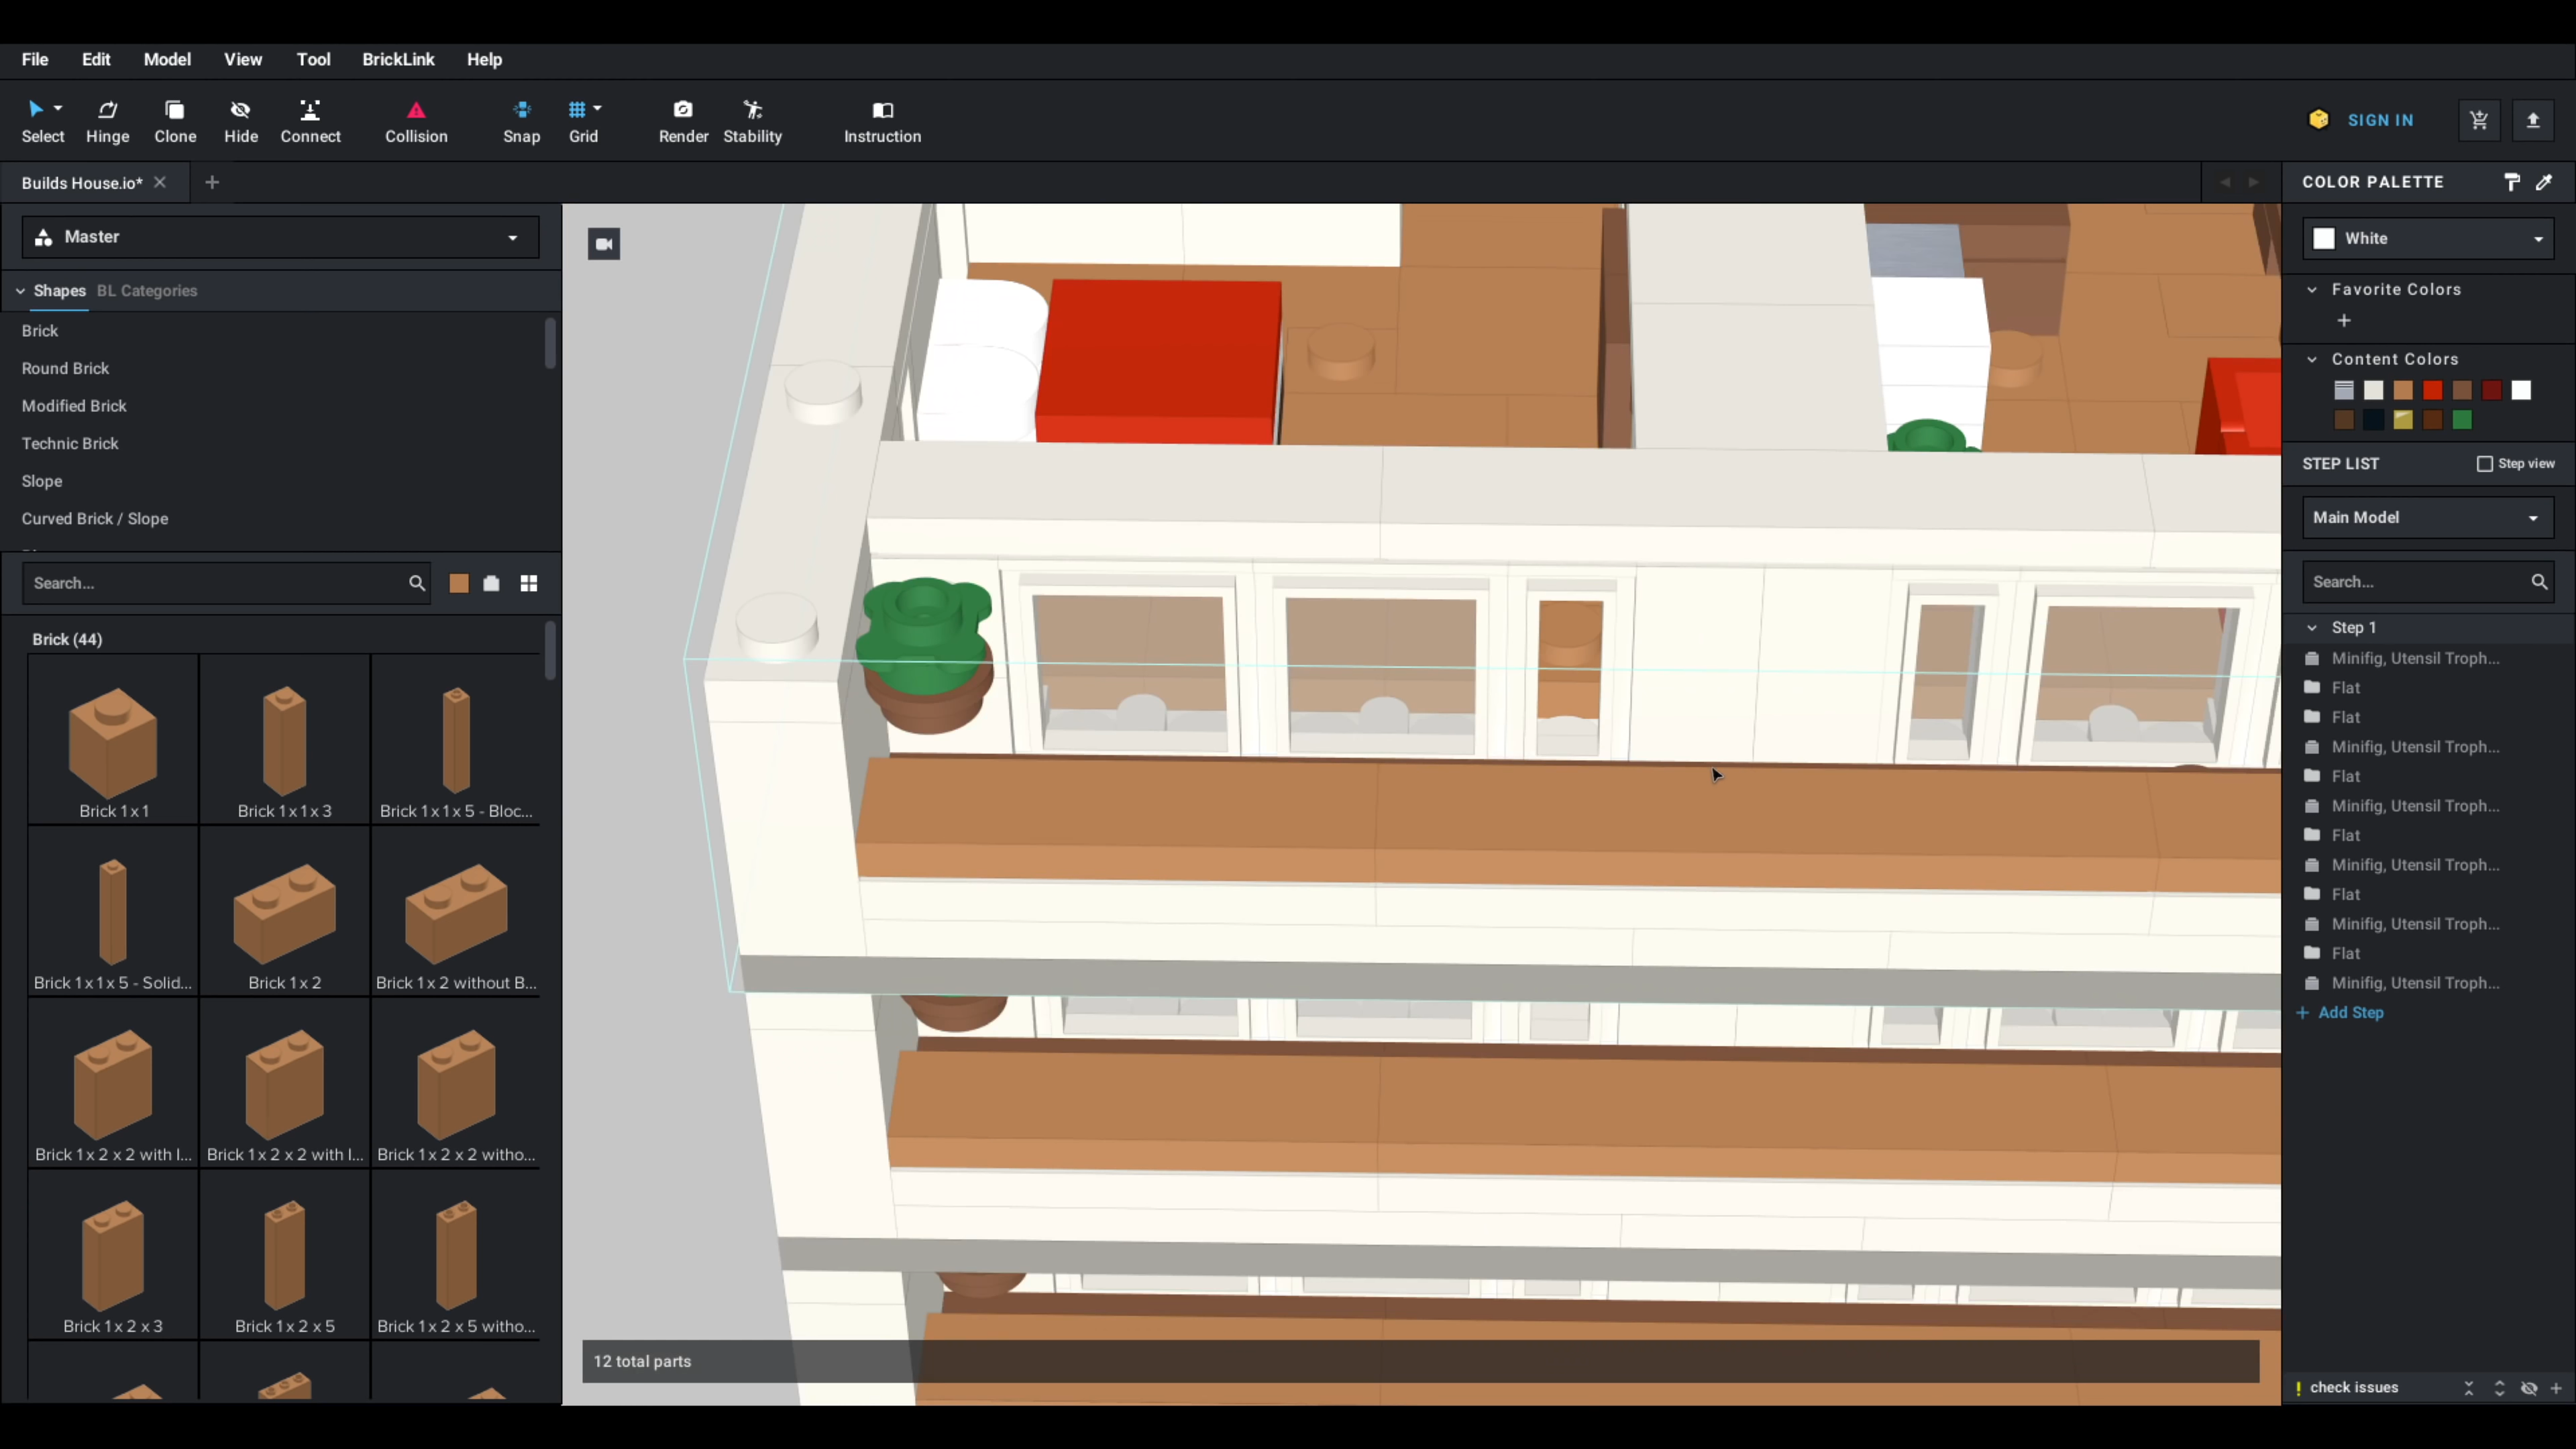 File Edit Model View Tool BrickLink Help
Select Hinge Clone Hide Connect Collision Snap Grid Render Stability Instruction
SIGN IN
Builds House.io*
COLOR PALETTE
Master
White
Shapes BL Categories
Brick
Round Brick
Modified Brick
Technic Brick
Slope
Curved Brick / Slope
Search...
Brick (44)
Brick 1 x 1
Brick 1 x 1 x 3
Brick 1 x 1 x 5 - Bloc...
Brick 1 x 1 x 5 - Solid...
Brick 1 x 2
Brick 1 x 2 without B...
Brick 1 x 2 x 2 with I...
Brick 1 x 2 x 2 with I...
Brick 1 x 2 x 2 witho...
Brick 1 x 2 x 3
Brick 1 x 2 x 5
Brick 1 x 2 x 5 witho...
12 total parts
Favorite Colors
Content Colors
STEP LIST
Step view
Main Model
Search...
Step 1
Minifig, Utensil Troph...
Flat
Flat
Minifig, Utensil Troph...
Flat
Minifig, Utensil Troph...
Flat
Minifig, Utensil Troph...
Flat
Minifig, Utensil Troph...
Flat
Minifig, Utensil Troph...
+ Add Step
check issues